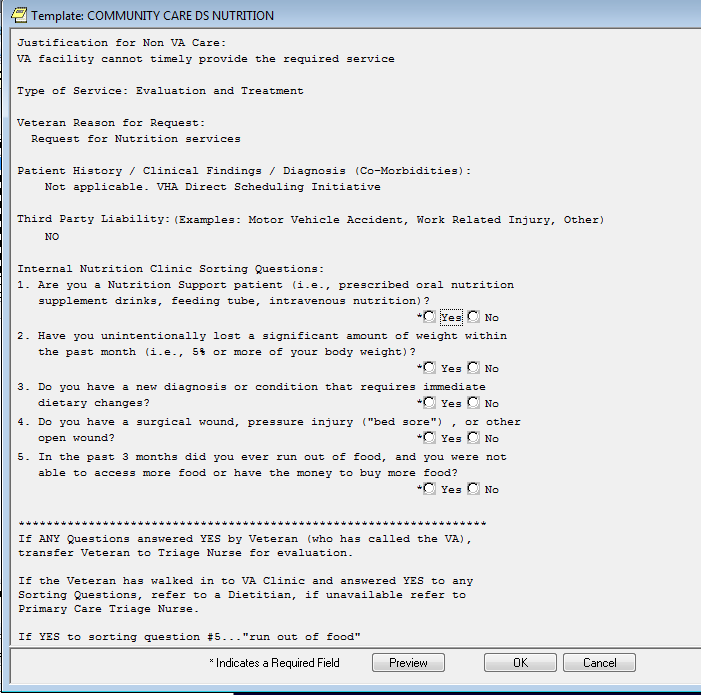 Template: COMMUNITY CARE DS NUTRITION
Justification for Non VA Care:
VA facility cannot timely provide the required service
Type of Service: Evaluation and Treatment
Veteran Reason for Request:
Request for Nutrition services
Patient History / Clinical Findings / Diagnosis (Co-Morbidities):
Not applicable. VHA Direct Scheduling Initiative
Third Party Liability:(Examples: Motor Vehicle Accident, Work Related Injury, Other)
NO
Internal Nutrition Clinic Sorting Questions:
1. Are you a Nutrition Support patient (i.e., prescribed oral nutrition
supplement drinks, feeding tube, intravenous nutrition)?
* Yes No
2. Have you unintentionally lost a significant amount of weight within
the past month (i.e., 5% or more of your body weight)?
* Yes No
3. Do you have a new diagnosis or condition that requires immediate
dietary changes? * Yes No
4. Do you have a surgical wound, pressure injury ("bed sore") , or other
open wound? * Yes No
5. In the past 3 months did you ever run out of food, and you were not
able to access more food or have the money to buy more food?
* Yes No
********************************************************************
If ANY Questions answered YES by Veteran (who has called the VA),
transfer Veteran to Triage Nurse for evaluation.
If the Veteran has walked in to VA Clinic and answered YES to any
Sorting Questions, refer to a Dietitian, if unavailable refer to
Primary Care Triage Nurse.
If YES to sorting question #5..."run out of food"
* Indicates a Required Field Preview OK Cancel